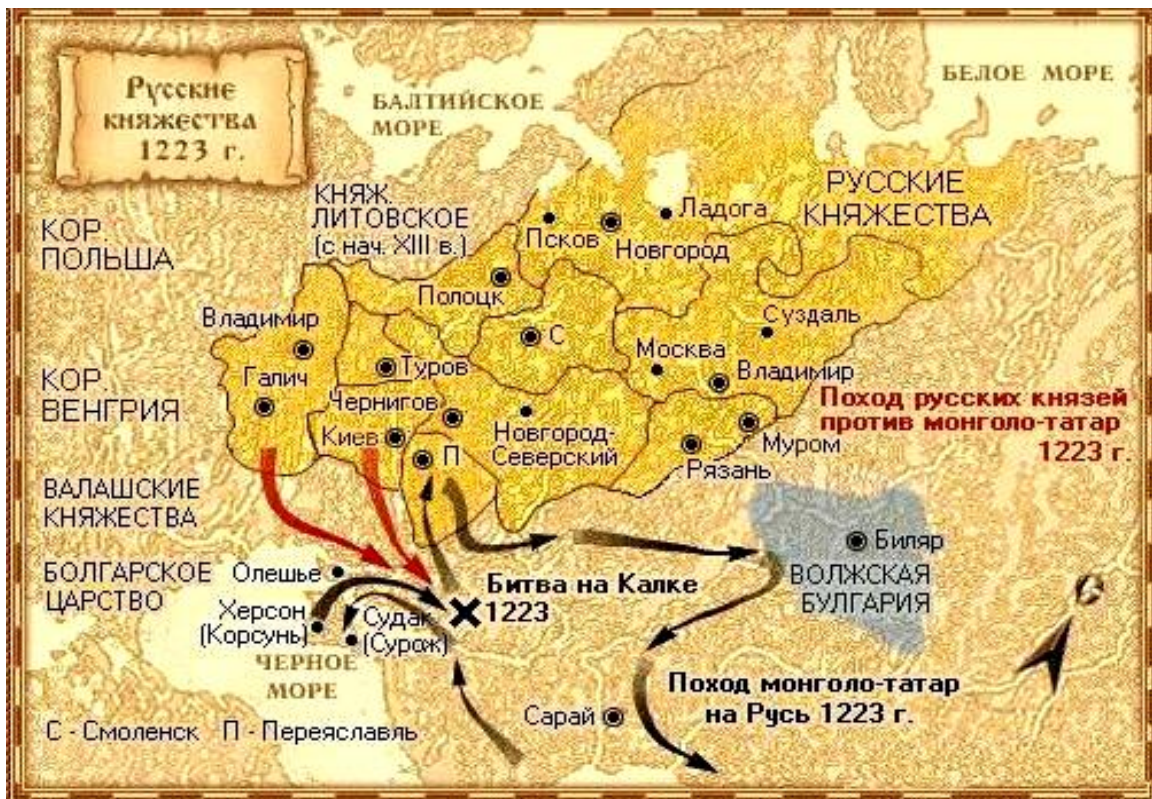 Русские
княжества
1223 г.
БАЛТИЙСКОЕ
МОРЕ
БЕЛОЕ МОРЕ
КНЯЖ.
ЛИТОВСКОЕ
(с нач. XIII в.)
РУССКИЕ
КНЯЖЕСТВА
КОР.
ПОЛЬША
Псков
Ладога
Новгород
Полоцк
Владимир
С
Суздаль
Москва
Туров
Владимир
КОР.
ВЕНГРИЯ
Галич
Чернигов
Киев
П
Новгород-
Северский
Муром
Рязань
Поход русских князей
против монголо-татар
1223 г.
ВАЛАШСКИЕ
КНЯЖЕСТВА
БОЛГАРСКОЕ
ЦАРСТВО
Олешье
Херсон
(Корсунь)
Судак
(Сурож)
Битва на Калке
1223
Биляр
ВОЛЖСКАЯ
БУЛГАРИЯ
ЧЕРНОЕ
МОРЕ
С
Поход монголо-татар
на Русь 1223 г.
Сарай
С - Смоленск П - Переяславль